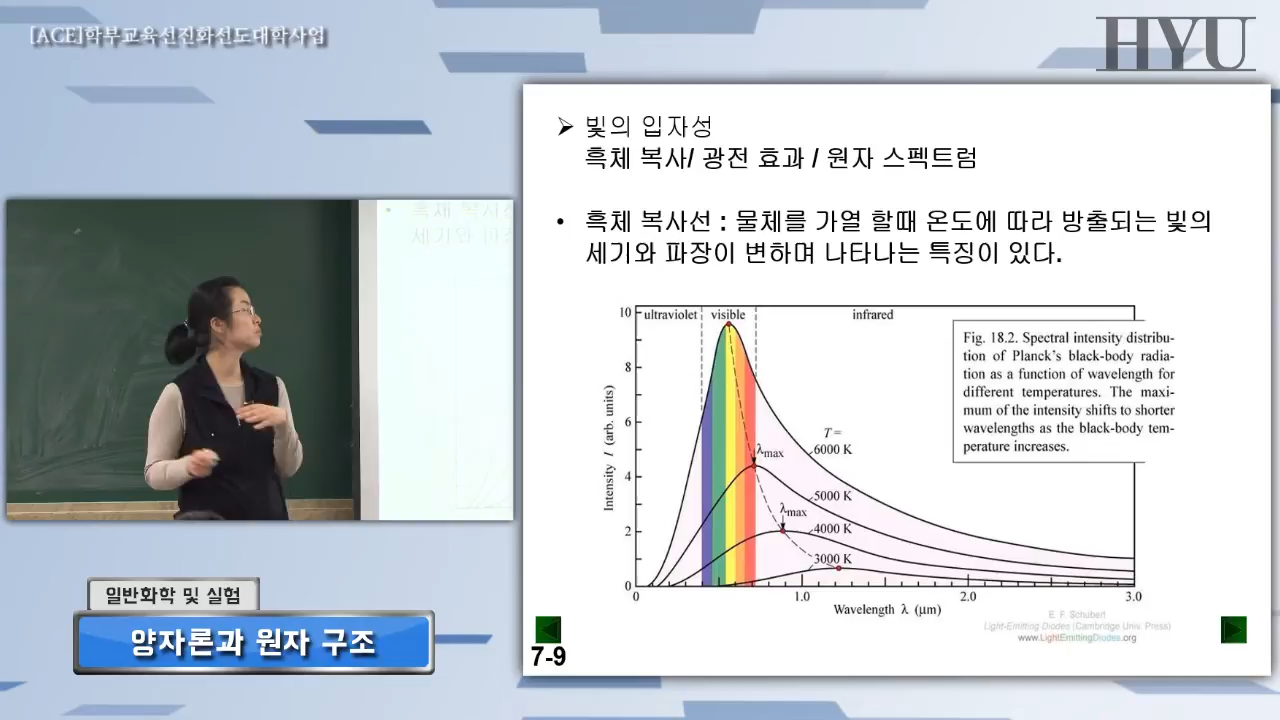 [ACE]학부교육선진화선도대학사업
HYU
➢ 빛의 입자성
흑체 복사/ 광전 효과 / 원자 스펙트럼
• 흑체 복사선 : 물체를 가열 할때 온도에 따라 방출되는 빛의
세기와 파장이 변하며 나타나는 특징이 있다.
10
8
6
4
2
0
Intensity I (arb. units)
ultraviolet
visible
infrared
Fig. 18.2. Spectral intensity distribu-
tion of Planck's black-body radia-
tion as a function of wavelength for
different temperatures. The maxi-
mum of the intensity shifts to shorter
wavelengths as the black-body tem-
perature increases.
T =
6000 K
λmax
5000 K
λmax
4000 K
3000 K
0
1.0
2.0
3.0
Wavelength λ (μm)
E. F. Schubert
Light-Emitting Diodes (Cambridge Univ. Press)
www.LightEmittingDiodes.org
7-9
일반화학 및 실험
양자론과 원자 구조